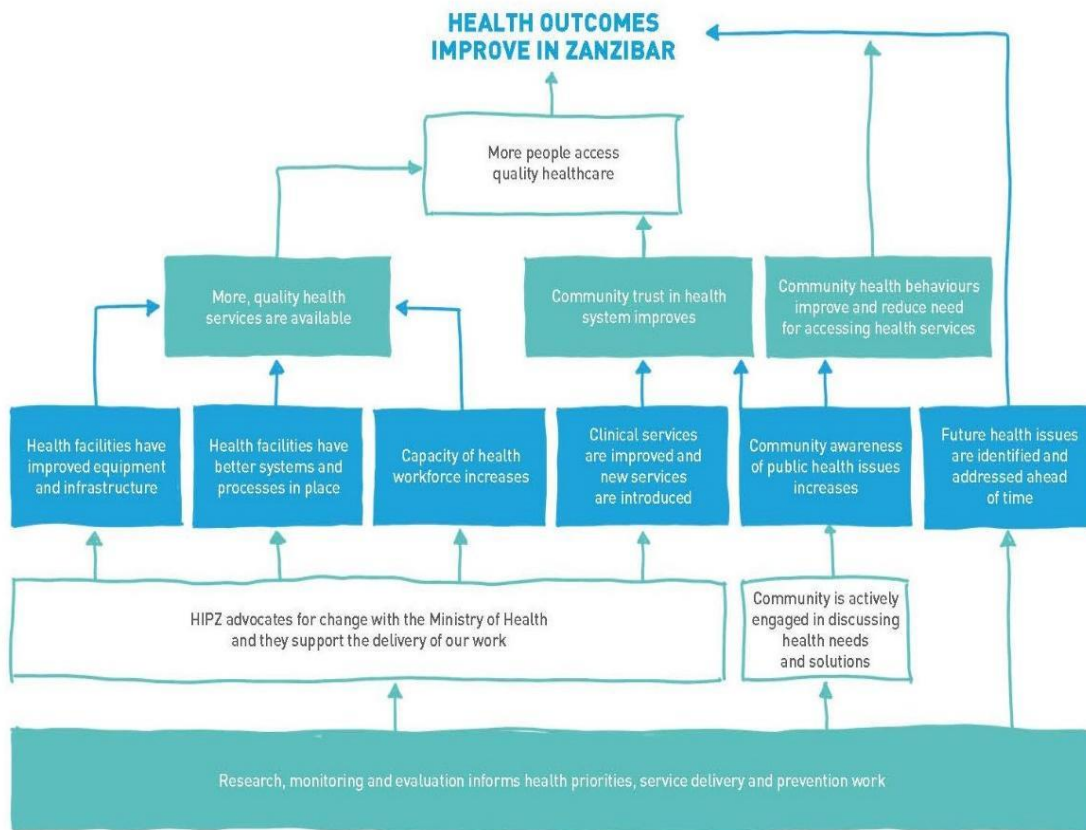 HEALTH OUTCOMES
IMPROVE IN ZANZIBAR
More people access
quality healthcare
More, quality health
services are available
Community trust in health
system improves
Community health behaviours
improve and reduce need
for accessing health services
Health facilities have
improved equipment
and infrastructure
Health facilities have
better systems and
processes in place
Capacity of health
workforce increases
Clinical services
are improved and
new services
are introduced
Community awareness
of public health issues
increases
Future health issues
are identified and
addressed ahead
of time
HIPZ advocates for change with the Ministry of Health
and they support the delivery of our work
Community is actively
engaged in discussing
health needs
and solutions
Research, monitoring and evaluation informs health priorities, service delivery and prevention work